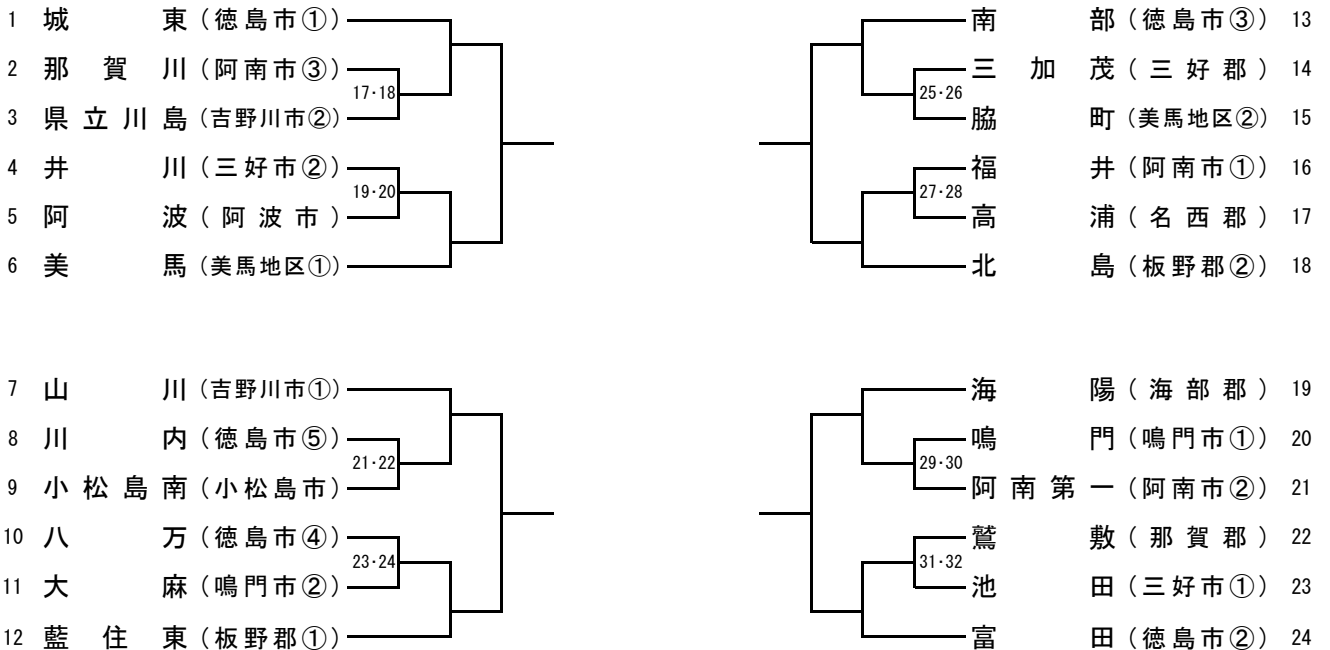 1 城東（徳島市①）
2 那賀川（阿南市③）
17·18
3 県立川島（吉野川市②）
4 井川（三好市②）
19·20
5 阿波（阿波市）
6 美馬（美馬地区①）
7 山川（吉野川市①）
8 川内（徳島市⑤）
21·22
9 小松島南（小松島市）
10 八万（徳島市④）
23·24
11 大麻（鳴門市②）
12 藍住東（板野郡①）
南部（徳島市③） 13
三加茂（三好郡） 14
25·26
脇町（美馬地区②） 15
福井（阿南市①） 16
27·28
高浦（名西郡） 17
北島（板野郡②） 18
海陽（海部郡） 19
鳴門（鳴門市①） 20
29·30
阿南第一（阿南市②） 21
鷲敷（那賀郡） 22
31·32
池田（三好市①） 23
富田（徳島市②） 24